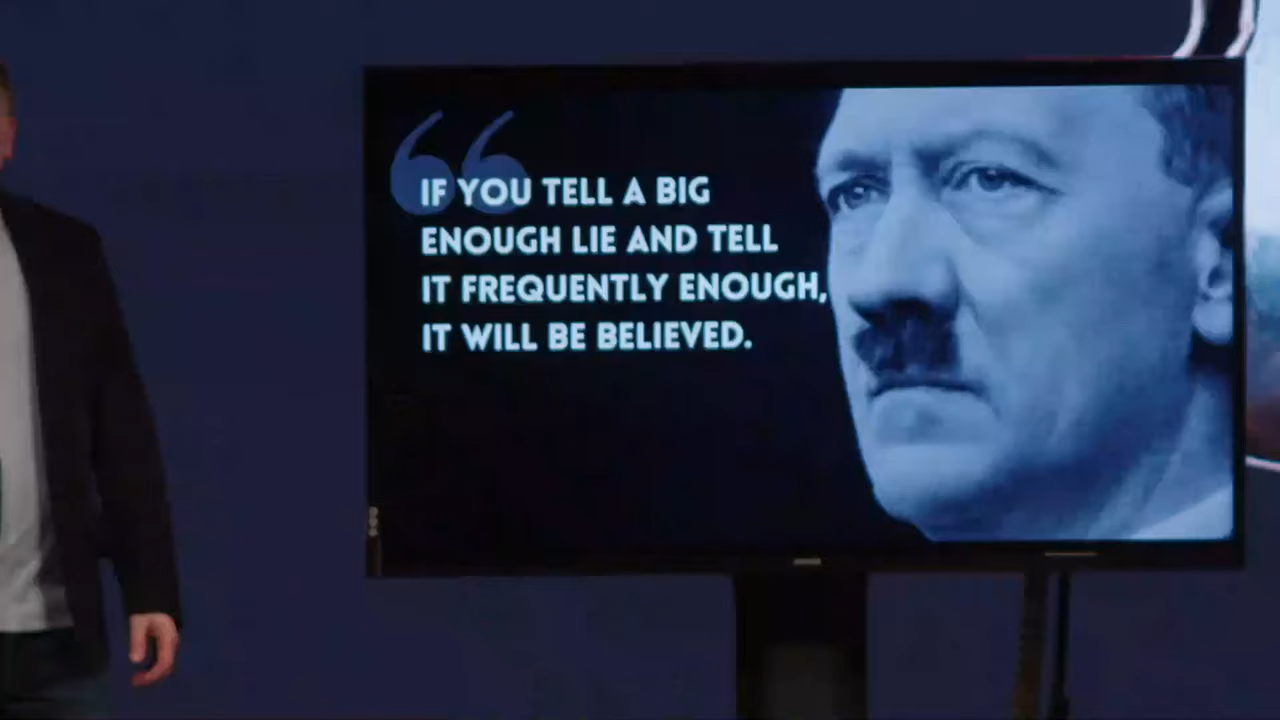 IF YOU TELL A BIG
ENOUGH LIE AND TELL
IT FREQUENTLY ENOUGH,
IT WILL BE BELIEVED.